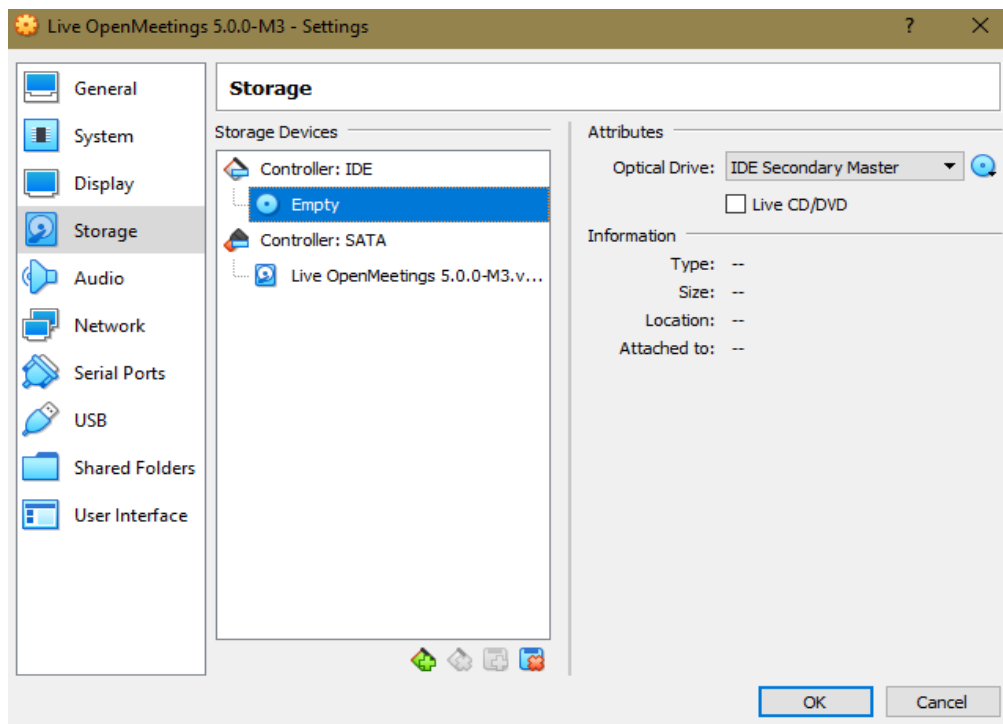 Live OpenMeetings 5.0.0-M3 - Settings
?
General
System
Display
Storage
Audio
Network
Serial Ports
USB
Shared Folders
User Interface
Storage
Storage Devices
Controller: IDE
Empty
Controller: SATA
Live OpenMeetings 5.0.0-M3.v...
Attributes
Optical Drive: IDE Secondary Master
Live CD/DVD
Information
Type: --
Size: --
Location: --
Attached to: --
OK
Cancel